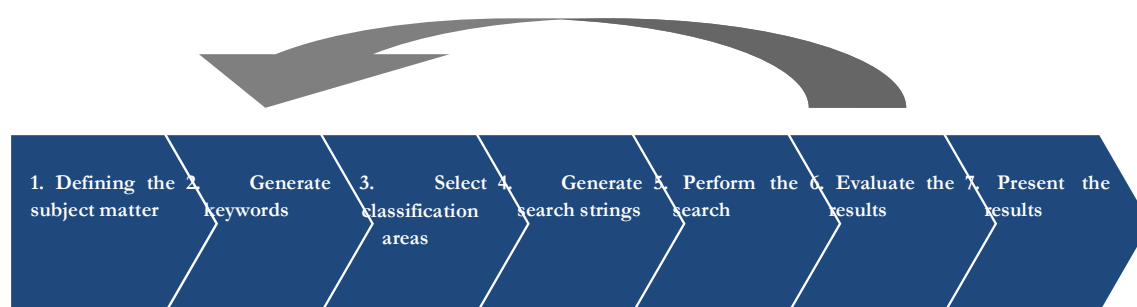 1. Defining the
subject matter
2. Generate
keywords
3. Select
classification
areas
4. Generate
search strings
5. Perform the
search
6. Evaluate the
results
7. Present the
results